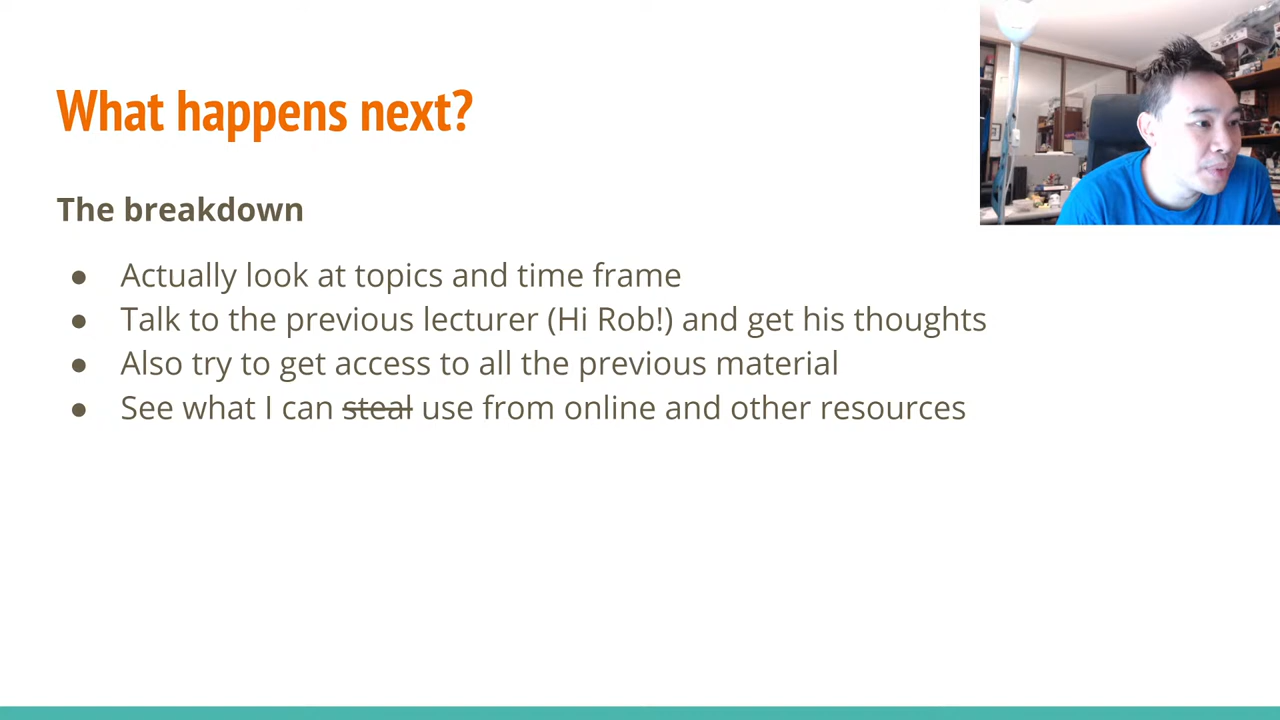 What happens next?
The breakdown
● Actually look at topics and time frame
● Talk to the previous lecturer (Hi Rob!) and get his thoughts
● Also try to get access to all the previous material
● See what I can steal use from online and other resources